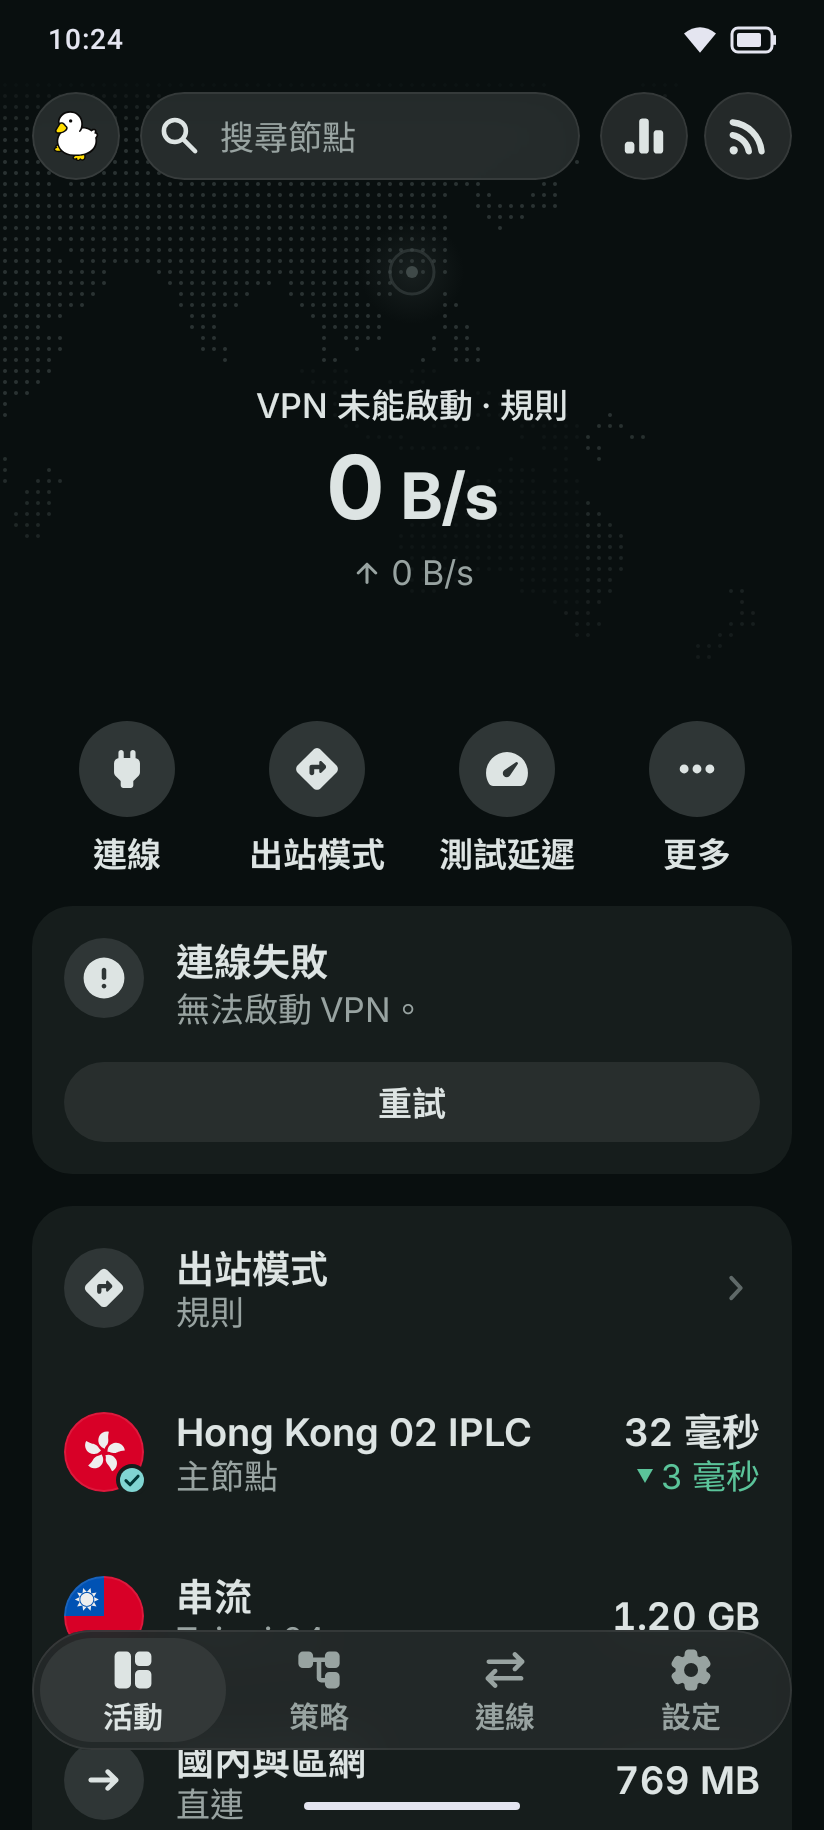 10:24
搜尋節點
VPN 未能啟動 · 規則
0 B/s
↑ 0 B/s
連線
出站模式
測試延遲
更多
連線失敗
無法啟動 VPN。
重試
出站模式
規則
Hong Kong 02 IPLC
32 毫秒
主節點
▼3 毫秒
串流
1.20 GB
活動
策略
連線
設定
國內與區網
769 MB
直連